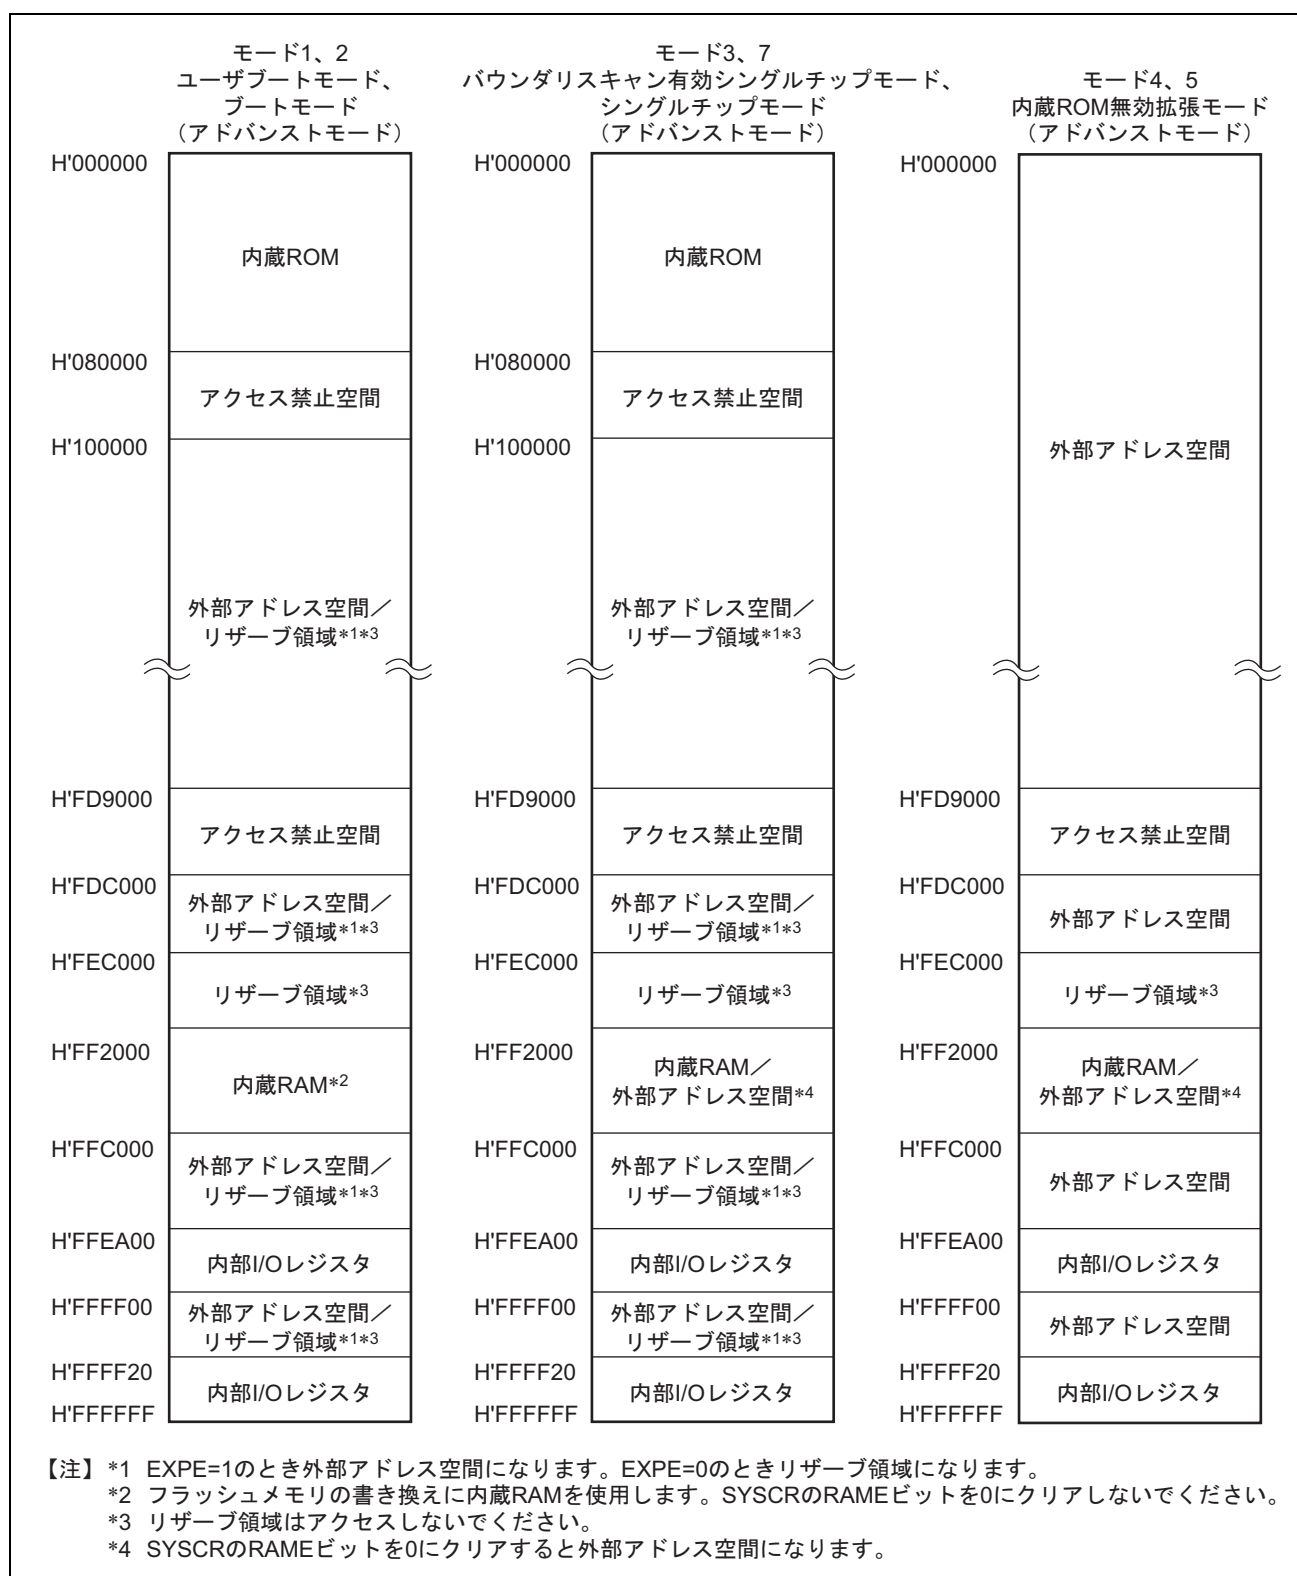 モード1、2
ユーザブートモード、
ブートモード
（アドバンストモード）
H'000000
内蔵ROM
H'080000
アクセス禁止空間
H'100000
外部アドレス空間／
リザーブ領域*1*3
H'FD9000
アクセス禁止空間
H'FDC000
外部アドレス空間／
リザーブ領域*1*3
H'FEC000
リザーブ領域*3
H'FF2000
内蔵RAM*2
H'FFC000
外部アドレス空間／
リザーブ領域*1*3
H'FFEA00
内部I/Oレジスタ
H'FFFF00
外部アドレス空間／
リザーブ領域*1*3
H'FFFF20
内部I/Oレジスタ
H'FFFFFF
モード3、7
バウンダリスキャン有効シングルチップモード、
シングルチップモード
（アドバンストモード）
H'000000
内蔵ROM
H'080000
アクセス禁止空間
H'100000
外部アドレス空間／
リザーブ領域*1*3
H'FD9000
アクセス禁止空間
H'FDC000
外部アドレス空間／
リザーブ領域*1*3
H'FEC000
リザーブ領域*3
H'FF2000
内蔵RAM／
外部アドレス空間*4
H'FFC000
外部アドレス空間／
リザーブ領域*1*3
H'FFEA00
内部I/Oレジスタ
H'FFFF00
外部アドレス空間／
リザーブ領域*1*3
H'FFFF20
内部I/Oレジスタ
H'FFFFFF
モード4、5
内蔵ROM無効拡張モード
（アドバンストモード）
H'000000
外部アドレス空間
H'FD9000
アクセス禁止空間
H'FDC000
外部アドレス空間
H'FEC000
リザーブ領域*3
H'FF2000
内蔵RAM／
外部アドレス空間*4
H'FFC000
外部アドレス空間
H'FFEA00
内部I/Oレジスタ
H'FFFF00
外部アドレス空間
H'FFFF20
内部I/Oレジスタ
H'FFFFFF
【注】*1 EXPE=1のとき外部アドレス空間になります。EXPE=0のときリザーブ領域になります。
*2 フラッシュメモリの書き換えに内蔵RAMを使用します。SYSCRのRAMEビットを0にクリアしないでください。
*3 リザーブ領域はアクセスしないでください。
*4 SYSCRのRAMEビットを0にクリアすると外部アドレス空間になります。